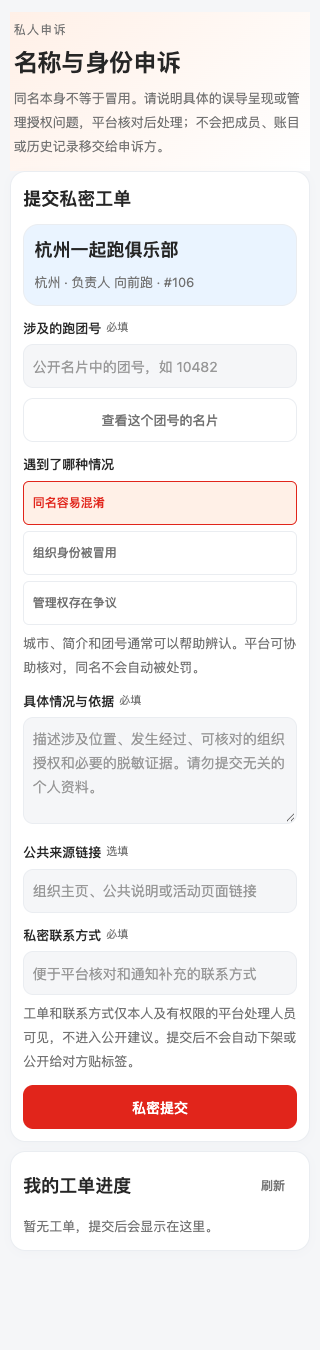 私人申诉
名称与身份申诉
同名本身不等于冒用。请说明具体的误导呈现或管
理授权问题，平台核对后处理；不会把成员、账目
或历史记录移交给申诉方。
提交私密工单
杭州一起跑俱乐部
杭州 · 负责人 向前跑 · #106
涉及的跑团号 必填
公开名片中的团号，如 10482
查看这个团号的名片
遇到了哪种情况
同名容易混淆
组织身份被冒用
管理权存在争议
城市、简介和团号通常可以帮助辨认。平台可协
助核对，同名不会自动被处罚。
具体情况与依据 必填
描述涉及位置、发生经过、可核对的组织
授权和必要的脱敏证据。请勿提交无关的
个人资料。
公共来源链接 选填
组织主页、公共说明或活动页面链接
私密联系方式 必填
便于平台核对和通知补充的联系方式
工单和联系方式仅本人及有权限的平台处理人员
可见，不进入公开建议。提交后不会自动下架或
公开给对方贴标签。
私密提交
我的工单进度 刷新
暂无工单，提交后会显示在这里。